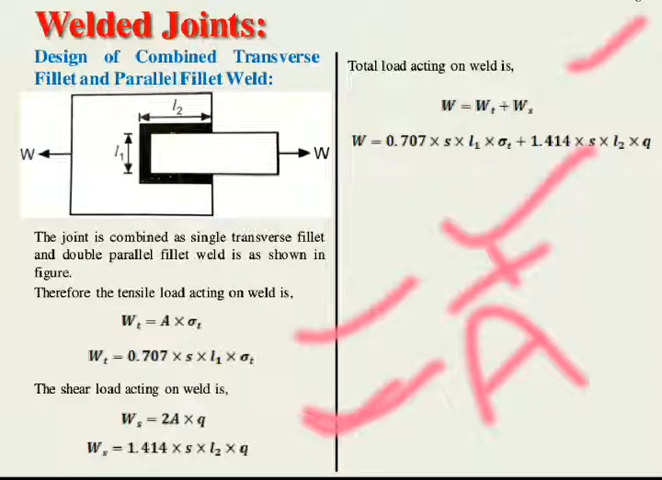 Welded Joints:
Design of Combined Transverse
Fillet and Parallel Fillet Weld:
l₂
W
l₁
W
The joint is combined as single transverse fillet
and double parallel fillet weld is as shown in
figure.
Therefore the tensile load acting on weld is,
Wₜ = A × σₜ
Wₜ = 0.707 × s × l₁ × σₜ
The shear load acting on weld is,
Wₛ = 2A × q
Wₛ = 1.414 × s × l₂ × q
Total load acting on weld is,
W = Wₜ + Wₛ
W = 0.707 × s × l₁ × σₜ + 1.414 × s × l₂ × q
A